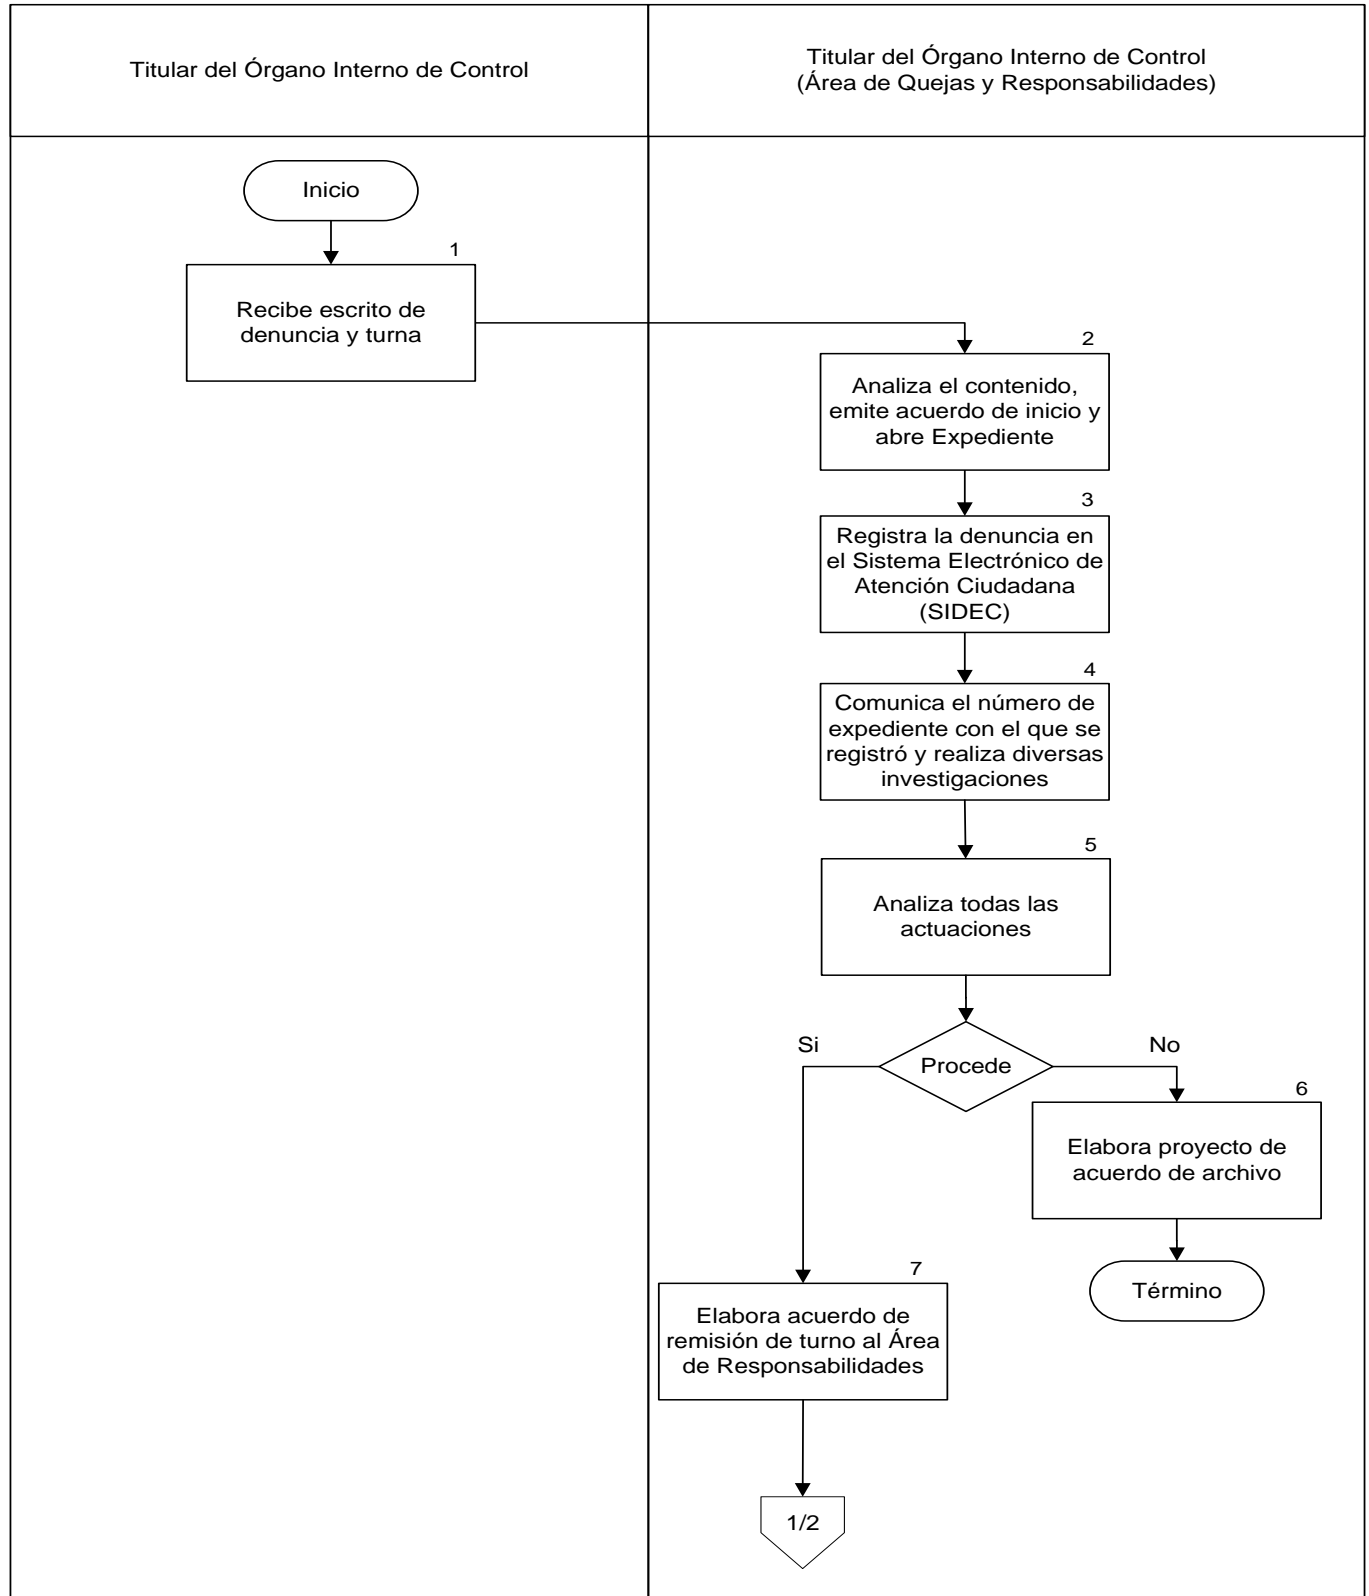 Titular del Órgano Interno de Control
Titular del Órgano Interno de Control
(Área de Quejas y Responsabilidades)
Inicio
1
Recibe escrito de
denuncia y turna
2
Analiza el contenido,
emite acuerdo de inicio y
abre Expediente
3
Registra la denuncia en
el Sistema Electrónico de
Atención Ciudadana
(SIDEC)
4
Comunica el número de
expediente con el que se
registró y realiza diversas
investigaciones
5
Analiza todas las
actuaciones
Si
Procede
No
6
Elabora proyecto de
acuerdo de archivo
Término
7
Elabora acuerdo de
remisión de turno al Área
de Responsabilidades
1/2